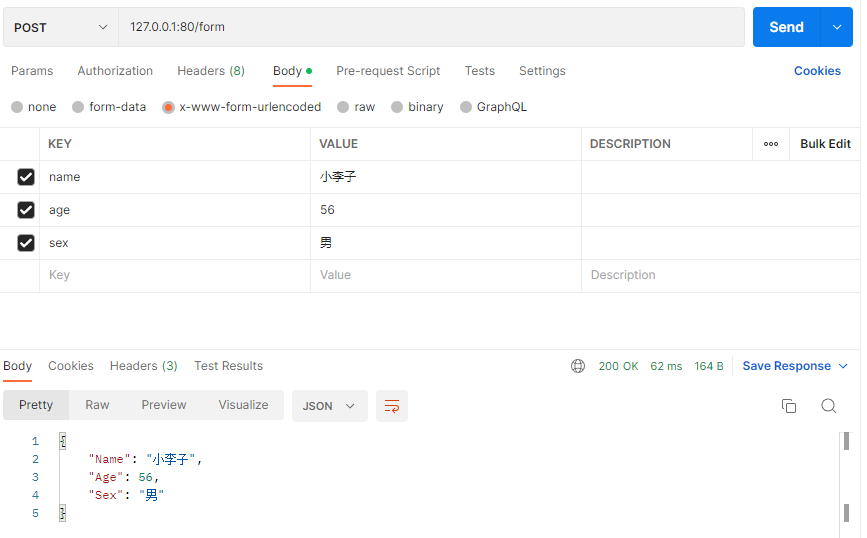 POST 127.0.0.1:80/form Send
Params Authorization Headers (8) Body Pre-request Script Tests Settings Cookies
none form-data x-www-form-urlencoded raw binary GraphQL
KEY VALUE DESCRIPTION Bulk Edit
name 小李子
age 56
sex 男
Key Value Description
Body Cookies Headers (3) Test Results 200 OK 62 ms 164 B Save Response
Pretty Raw Preview Visualize JSON
1 {
2 "Name": "小李子",
3 "Age": 56,
4 "Sex": "男"
5 }